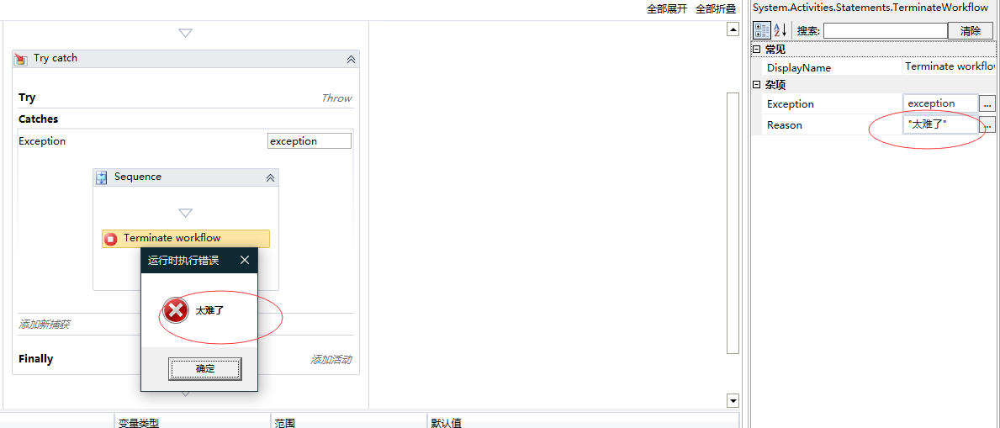 全部展开 全部折叠
System.Activities.Statements.TerminateWorkflow
搜索: 清除
常见
DisplayName Terminate workflow
杂项
Exception exception ...
Reason "太难了" ...
Try catch
Try Throw
Catches
Exception exception
Sequence
Terminate workflow
运行时执行错误
太难了
确定
添加新捕获
Finally 添加活动
变量类型 范围 默认值